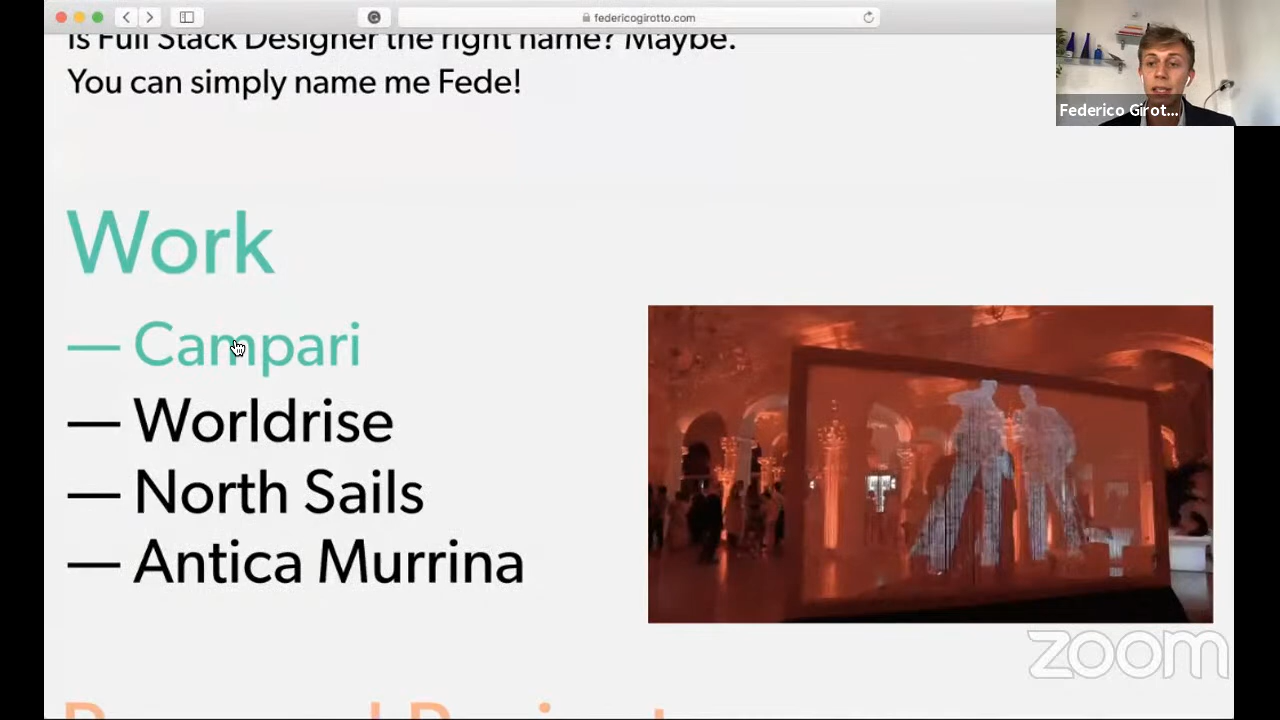 federicogirotto.com
Is Full Stack Designer the right name? Maybe.
You can simply name me Fede!
Federico Girot...
Work
— Campari
— Worldrise
— North Sails
— Antica Murrina
zoom